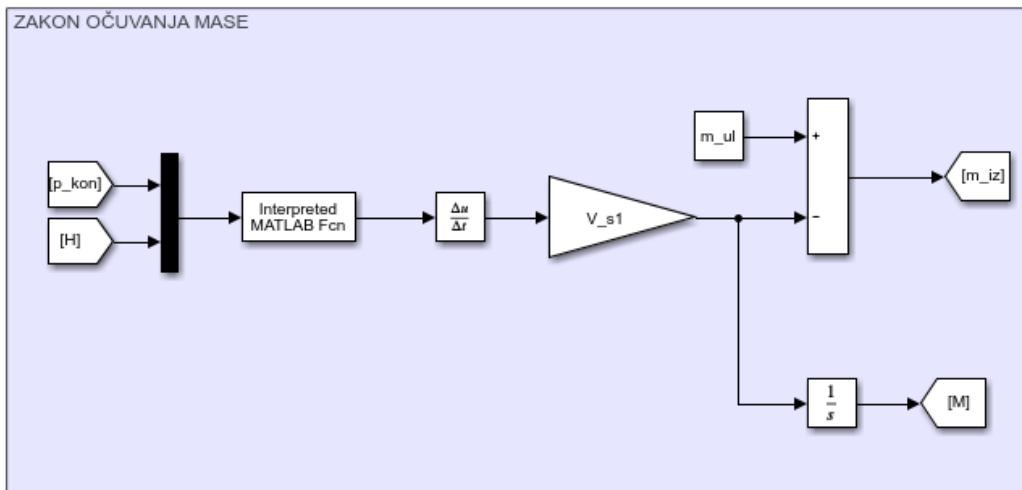 ZAKON OČUVANJA MASE
m_ul
+
[p_kon]
[m_iz]
Interpreted
MATLAB Fcn
Δu
Δt
V_s1
−
[H]
1
s
[M]